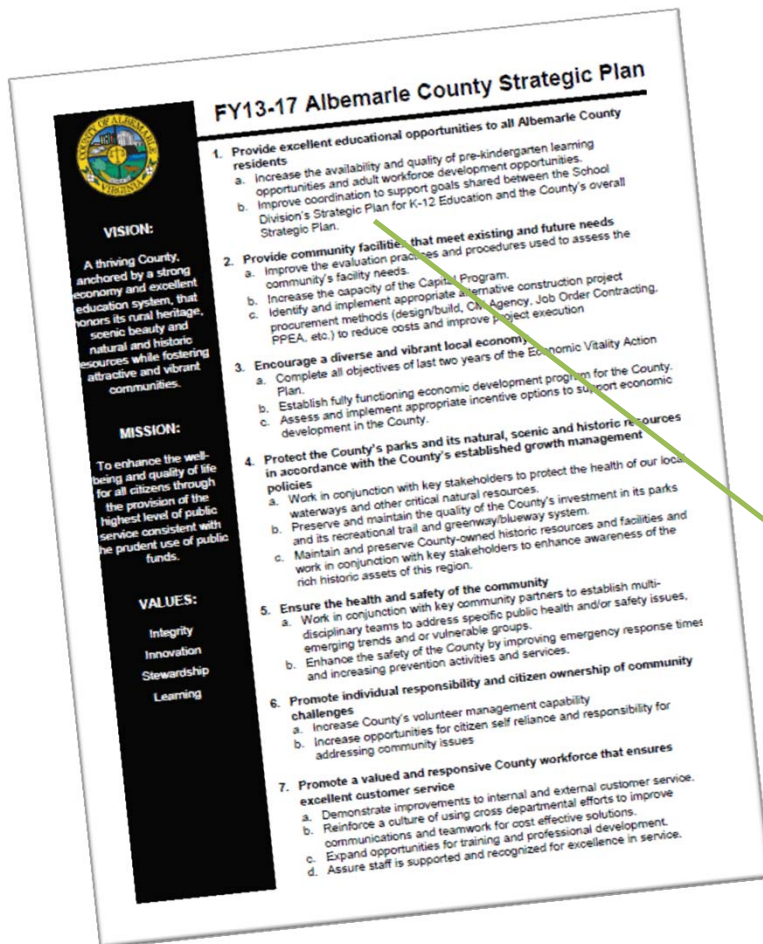 FY13-17 Albemarle County Strategic Plan
COUNTY OF ALBEMARLE
VIRGINIA
VISION:
A thriving County,
anchored by a strong
economy and excellent
education system, that
honors its rural heritage,
scenic beauty and
natural and historic
resources while fostering
attractive and vibrant
communities.
MISSION:
To enhance the well-
being and quality of life
for all citizens through
the provision of the
highest level of public
service consistent with
the prudent use of public
funds.
VALUES:
Integrity
Innovation
Stewardship
Learning
1. Provide excellent educational opportunities to all Albemarle County
residents
a. Increase the availability and quality of pre-kindergarten learning
opportunities and adult workforce development opportunities.
b. Improve coordination to support goals shared between the School
Division's Strategic Plan for K-12 Education and the County's overall
Strategic Plan.
2. Provide community facilities that meet existing and future needs
a. Improve the evaluation practices and procedures used to assess the
community's facility needs.
b. Increase the capacity of the Capital Program.
c. Identify and implement appropriate alternative construction project
procurement methods (design/build, CM Agency, Job Order Contracting,
PPEA, etc.) to reduce costs and improve project execution
3. Encourage a diverse and vibrant local economy
a. Complete all objectives of last two years of the Economic Vitality Action
Plan.
b. Establish fully functioning economic development program for the County.
c. Assess and implement appropriate incentive options to support economic
development in the County.
4. Protect the County's parks and its natural, scenic and historic resources
in accordance with the County's established growth management
policies
a. Work in conjunction with key stakeholders to protect the health of our local
waterways and other critical natural resources.
b. Preserve and maintain the quality of the County's investment in its parks
and its recreational trail and greenway/blueway system.
c. Maintain and preserve County-owned historic resources and facilities and
work in conjunction with key stakeholders to enhance awareness of the
rich historic assets of this region.
5. Ensure the health and safety of the community
a. Work in conjunction with key community partners to establish multi-
disciplinary teams to address specific public health and/or safety issues,
emerging trends and or vulnerable groups.
b. Enhance the safety of the County by improving emergency response times
and increasing prevention activities and services.
6. Promote individual responsibility and citizen ownership of community
challenges
a. Increase County's volunteer management capability
b. Increase opportunities for citizen self reliance and responsibility for
addressing community issues
7. Promote a valued and responsive County workforce that ensures
excellent customer service
a. Demonstrate improvements to internal and external customer service.
b. Reinforce a culture of using cross departmental efforts to improve
communications and teamwork for cost effective solutions.
c. Expand opportunities for training and professional development.
d. Assure staff is supported and recognized for excellence in service.